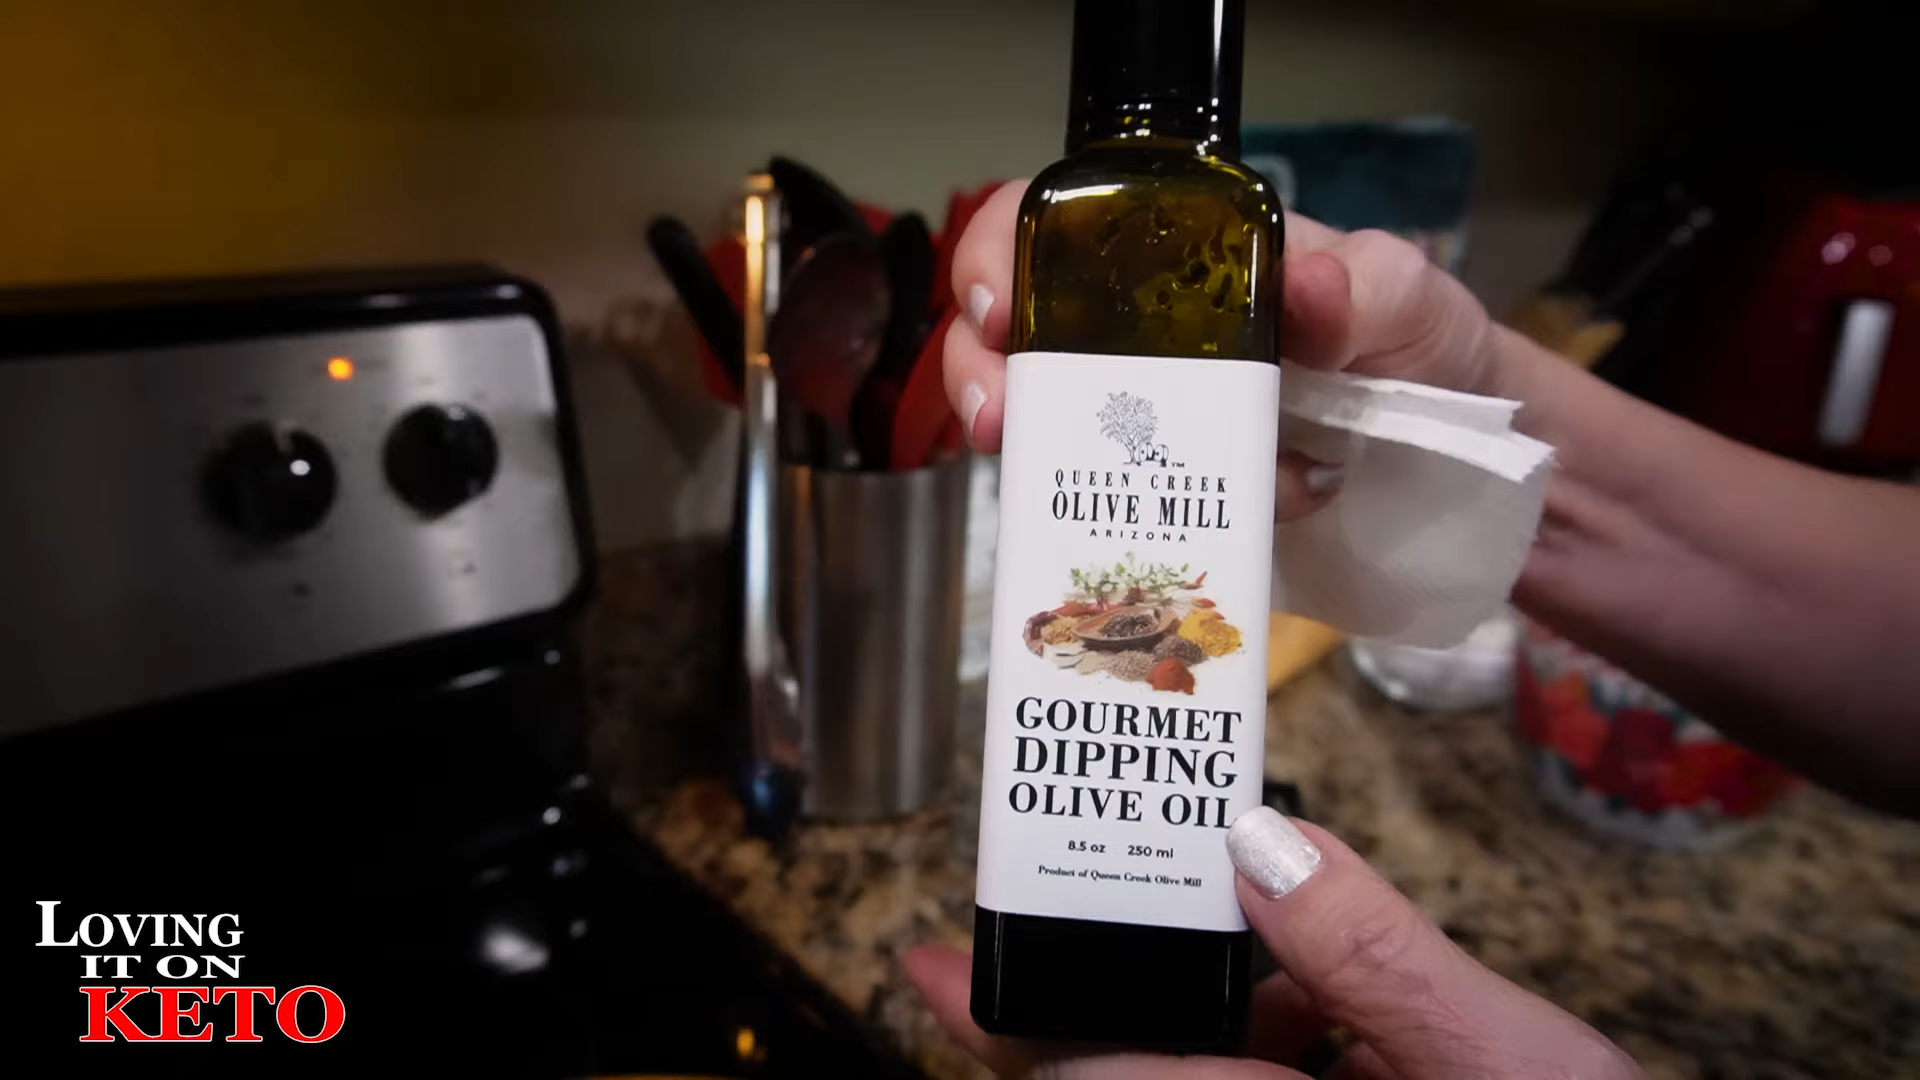 QUEEN CREEK
OLIVE MILL
ARIZONA
GOURMET
DIPPING
OLIVE OIL
8.5 oz 250 ml
Product of Queen Creek Olive Mill
LOVING
IT ON
KETO